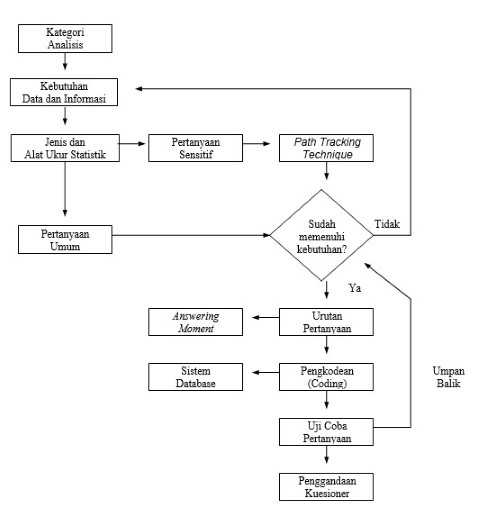 Kategori
Analisis
Kebutuhan
Data dan Informasi
Jenis dan
Alat Ukur Statistik
Pertanyaan
Sensitif
Path Tracking
Technique
Pertanyaan
Umum
Sudah
memenuhi
kebutuhan?
Tidak
Ya
Answering
Moment
Urutan
Pertanyaan
Sistem
Database
Pengkodean
(Coding)
Umpan
Balik
Uji Coba
Pertanyaan
Penggandaan
Kuesioner